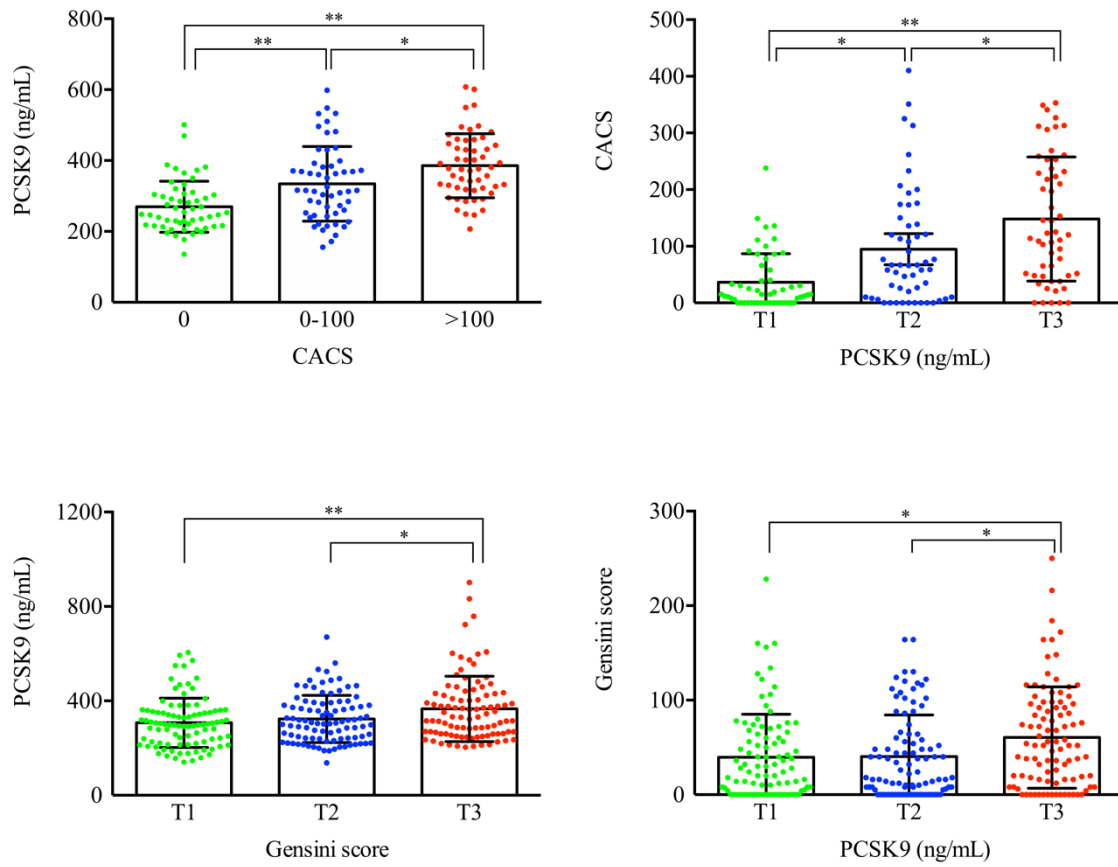 PCSK9 (ng/mL)
800
600
400
200
0
**
**
*
0
0-100
>100
CACS
CACS
500
400
300
200
100
0
**
*
*
T1
T2
T3
PCSK9 (ng/mL)
PCSK9 (ng/mL)
1200
800
400
0
**
*
T1
T2
T3
Gensini score
Gensini score
300
200
100
0
*
*
T1
T2
T3
PCSK9 (ng/mL)